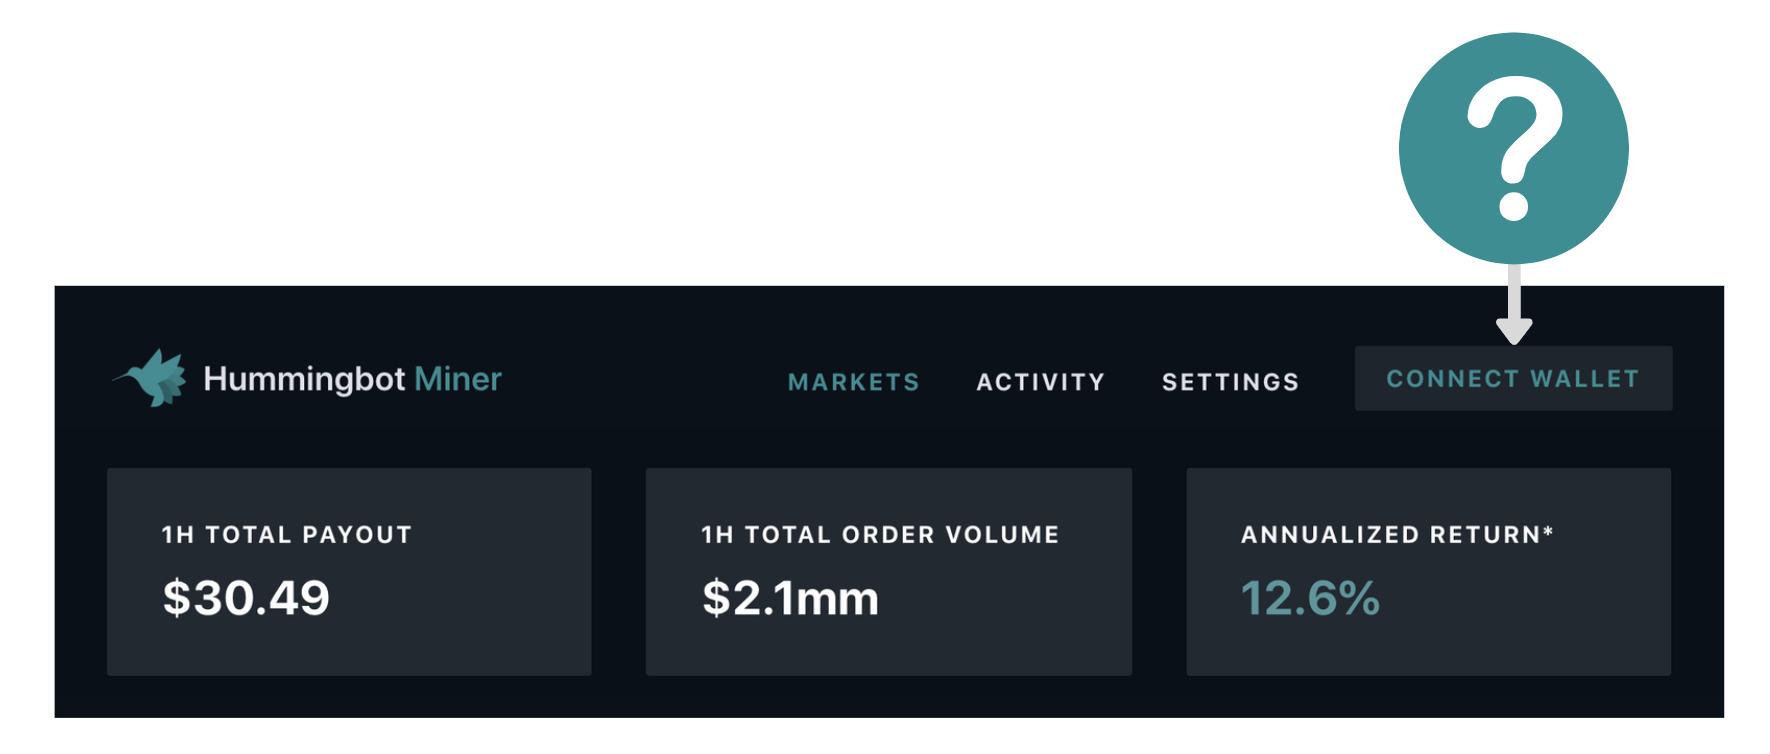 ?
Hummingbot Miner
MARKETS
ACTIVITY
SETTINGS
CONNECT WALLET
1H TOTAL PAYOUT
$30.49
1H TOTAL ORDER VOLUME
$2.1mm
ANNUALIZED RETURN*
12.6%